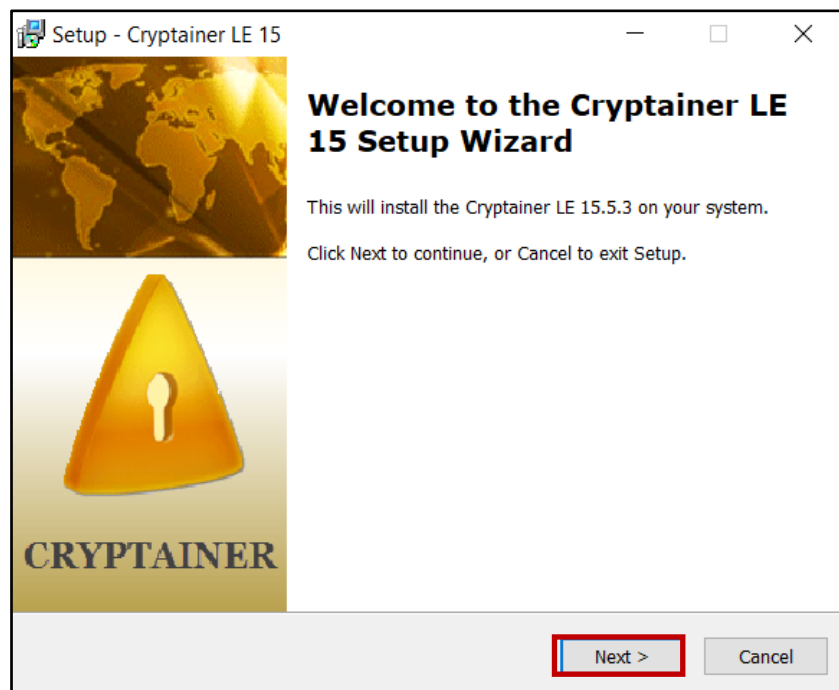 Setup - Cryptainer LE 15
Welcome to the Cryptainer LE
15 Setup Wizard
This will install the Cryptainer LE 15.5.3 on your system.
Click Next to continue, or Cancel to exit Setup.
CRYPTAINER
Next >
Cancel